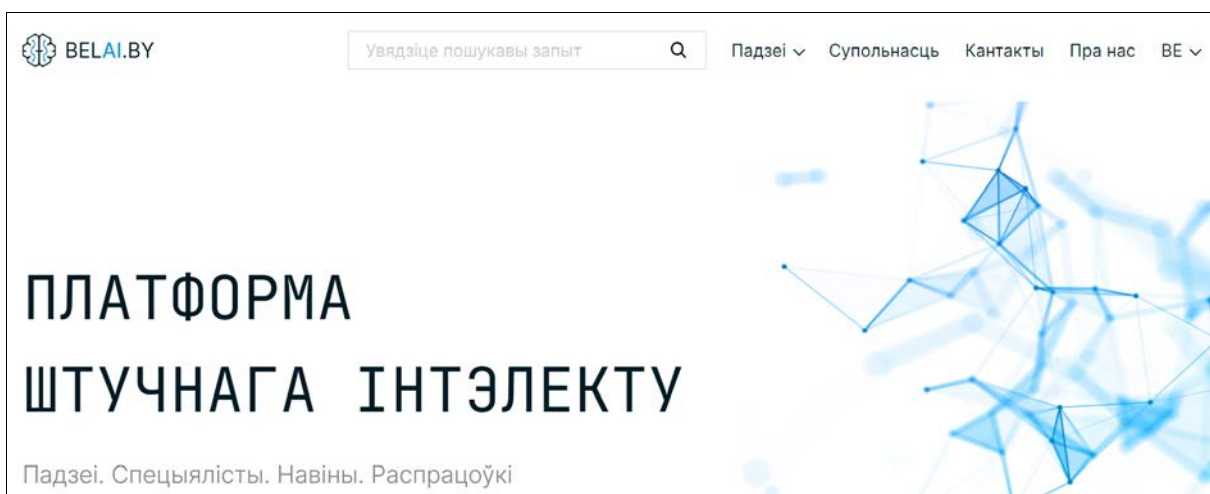 BELAI.BY
Увядзіце пошукавы запыт
Падзеі Супольнасць Кантакты Пра нас BE
ПЛАТФОРМА
ШТУЧНАГА ІНТЭЛЕКТУ
Падзеі. Спецыялісты. Навіны. Распрацоўкі